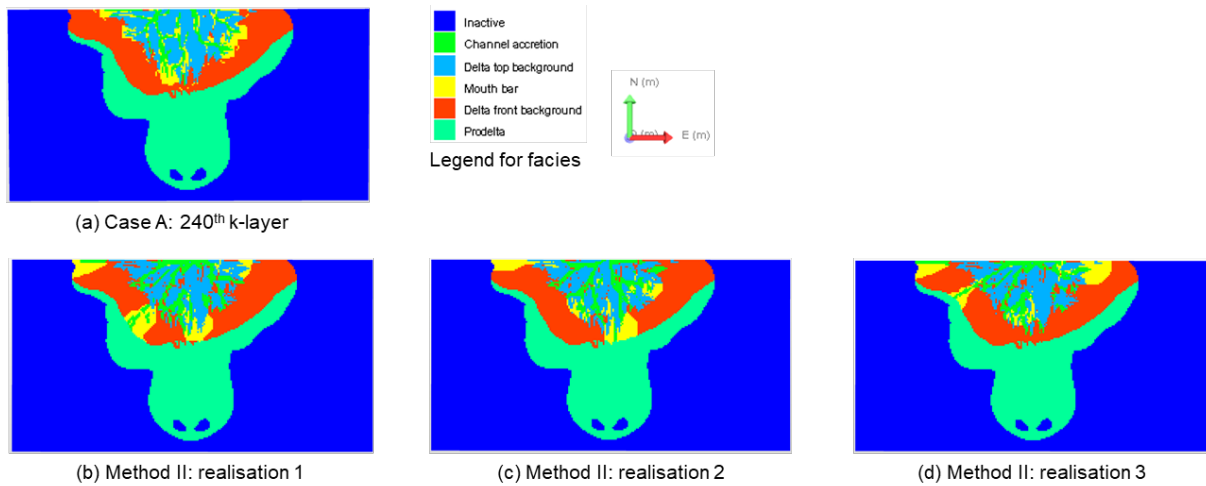 Inactive
Channel accretion
Delta top background
Mouth bar
Delta front background
Prodelta
N (m)
E (m)
Legend for facies
(a) Case A: 240th k-layer
(b) Method II: realisation 1
(c) Method II: realisation 2
(d) Method II: realisation 3